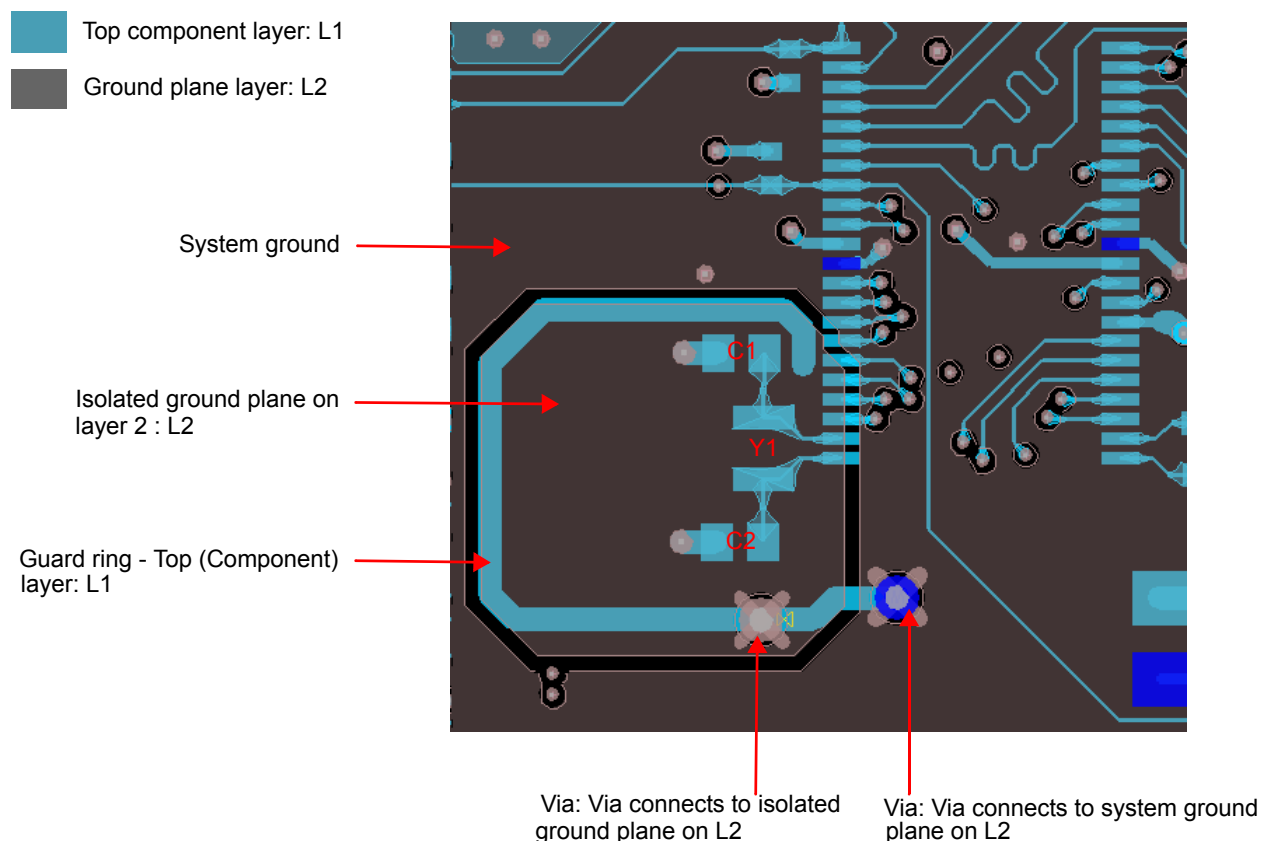 Top component layer: L1
Ground plane layer: L2
System ground
C1
Isolated ground plane on
layer 2 : L2
Y1
C2
Guard ring - Top (Component)
layer: L1
Via: Via connects to isolated
ground plane on L2
Via: Via connects to system ground
plane on L2